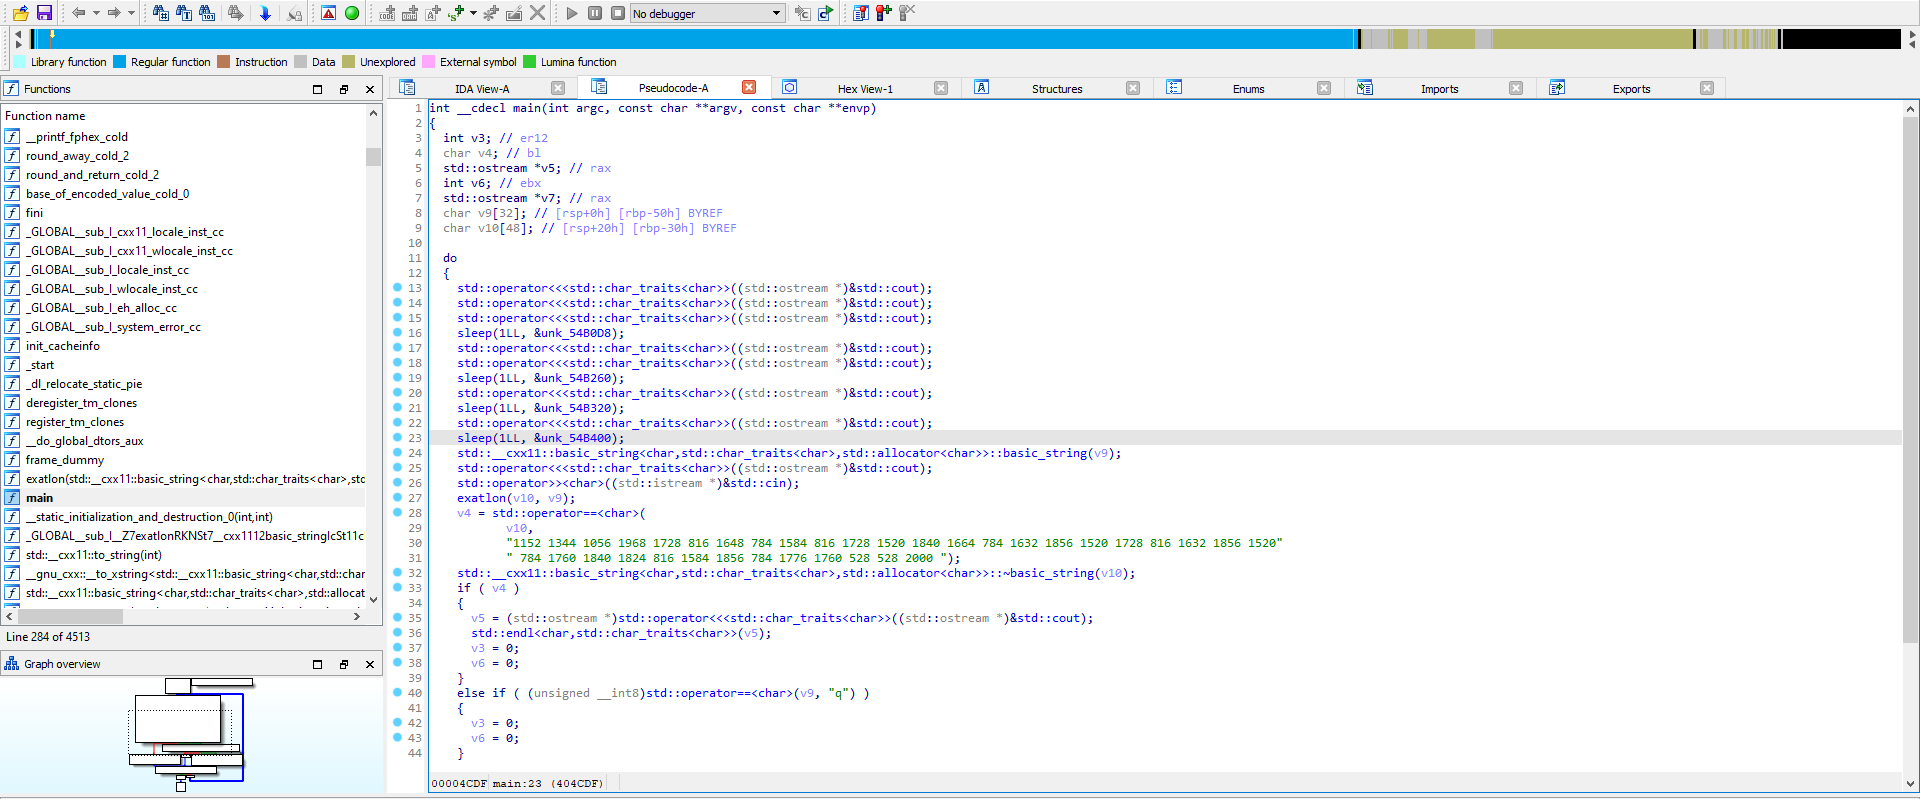 No debugger
Library function
Regular function
Instruction
Data
Unexplored
External symbol
Lumina function
Functions
IDA View-A
Pseudocode-A
Hex View-1
Structures
Enums
Imports
Exports
Function name
__printf_fphex_cold
round_away_cold_2
round_and_return_cold_2
base_of_encoded_value_cold_0
fini
_GLOBAL__sub_I_cxx11_locale_inst_cc
_GLOBAL__sub_I_cxx11_wlocale_inst_cc
_GLOBAL__sub_I_locale_inst_cc
_GLOBAL__sub_I_wlocale_inst_cc
_GLOBAL__sub_I_eh_alloc_cc
_GLOBAL__sub_I_system_error_cc
init_cacheinfo
_start
_dl_relocate_static_pie
deregister_tm_clones
register_tm_clones
__do_global_dtors_aux
frame_dummy
exatlon(std::__cxx11::basic_string<char,std::char_traits<char>,std
main
__static_initialization_and_destruction_0(int,int)
_GLOBAL__sub_I__Z7exatlonRKNSt7__cxx1112basic_stringIcSt11c
std::__cxx11::to_string(int)
__gnu_cxx::__to_xstring<std::__cxx11::basic_string<char,std::char
std::__cxx11::basic_string<char,std::char_traits<char>,std::allocat
Line 284 of 4513
Graph overview
1 int __cdecl main(int argc, const char **argv, const char **envp)
2 {
3 int v3; // er12
4 char v4; // bl
5 std::ostream *v5; // rax
6 int v6; // ebx
7 std::ostream *v7; // rax
8 char v9[32]; // [rsp+0h] [rbp-50h] BYREF
9 char v10[48]; // [rsp+20h] [rbp-30h] BYREF
10
11 do
12 {
13 std::operator<<<std::char_traits<char>>((std::ostream *)&std::cout);
14 std::operator<<<std::char_traits<char>>((std::ostream *)&std::cout);
15 std::operator<<<std::char_traits<char>>((std::ostream *)&std::cout);
16 sleep(1LL, &unk_54B0D8);
17 std::operator<<<std::char_traits<char>>((std::ostream *)&std::cout);
18 std::operator<<<std::char_traits<char>>((std::ostream *)&std::cout);
19 sleep(1LL, &unk_54B260);
20 std::operator<<<std::char_traits<char>>((std::ostream *)&std::cout);
21 sleep(1LL, &unk_54B320);
22 std::operator<<<std::char_traits<char>>((std::ostream *)&std::cout);
23 sleep(1LL, &unk_54B400);
24 std::__cxx11::basic_string<char,std::char_traits<char>,std::allocator<char>>::basic_string(v9);
25 std::operator<<<std::char_traits<char>>((std::ostream *)&std::cout);
26 std::operator>><char>((std::istream *)&std::cin);
27 exatlon(v10, v9);
28 v4 = std::operator==<char>(
29 v10,
30 "1152 1344 1056 1968 1728 816 1648 784 1584 816 1728 1520 1840 1664 784 1632 1856 1520 1728 816 1632 1856 1520"
31 " 784 1760 1840 1824 816 1584 1856 784 1776 1760 528 528 2000 ");
32 std::__cxx11::basic_string<char,std::char_traits<char>,std::allocator<char>>::~basic_string(v10);
33 if ( v4 )
34 {
35 v5 = (std::ostream *)std::operator<<<std::char_traits<char>>((std::ostream *)&std::cout);
36 std::endl<char,std::char_traits<char>>(v5);
37 v3 = 0;
38 v6 = 0;
39 }
40 else if ( (unsigned __int8)std::operator==<char>(v9, "q") )
41 {
42 v3 = 0;
43 v6 = 0;
44 }
00004CDF main:23 (404CDF)